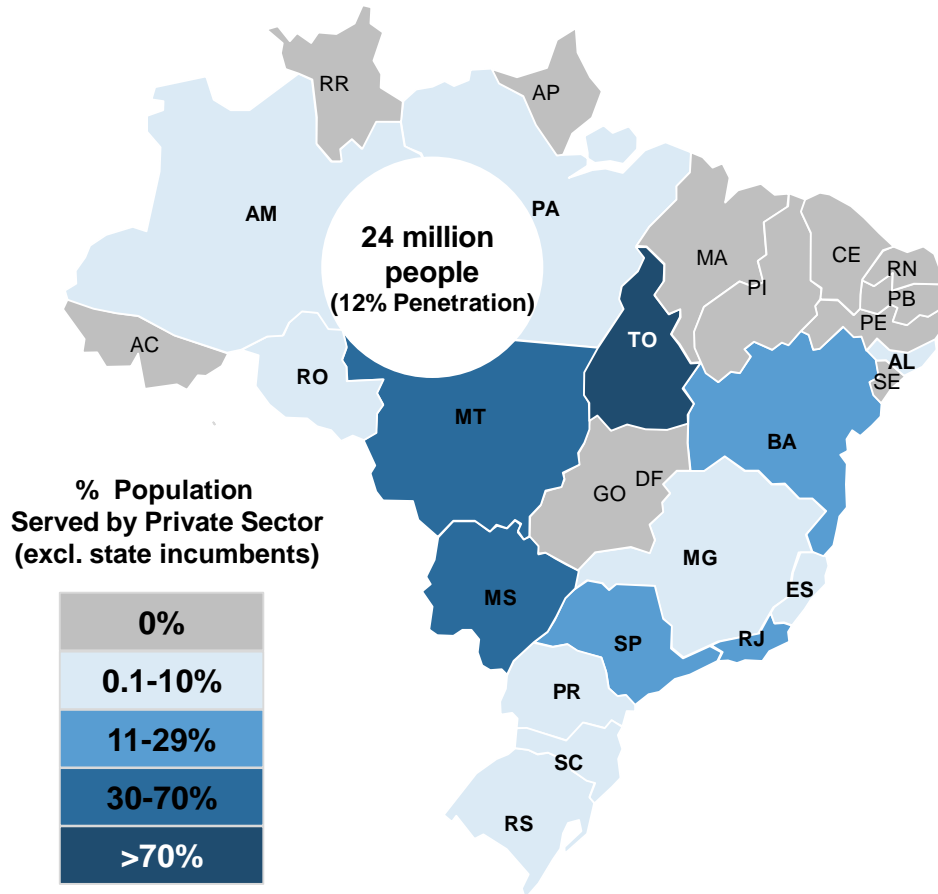 RR
AP
AM
PA
24 million
people
(12% Penetration)
MA
CE
RN
PI
PB
PE
AC
TO
AL
RO
SE
MT
BA
DF
GO
% Population
Served by Private Sector
(excl. state incumbents)
MG
ES
MS
0%
SP
RJ
0.1-10%
PR
11-29%
SC
30-70%
RS
>70%